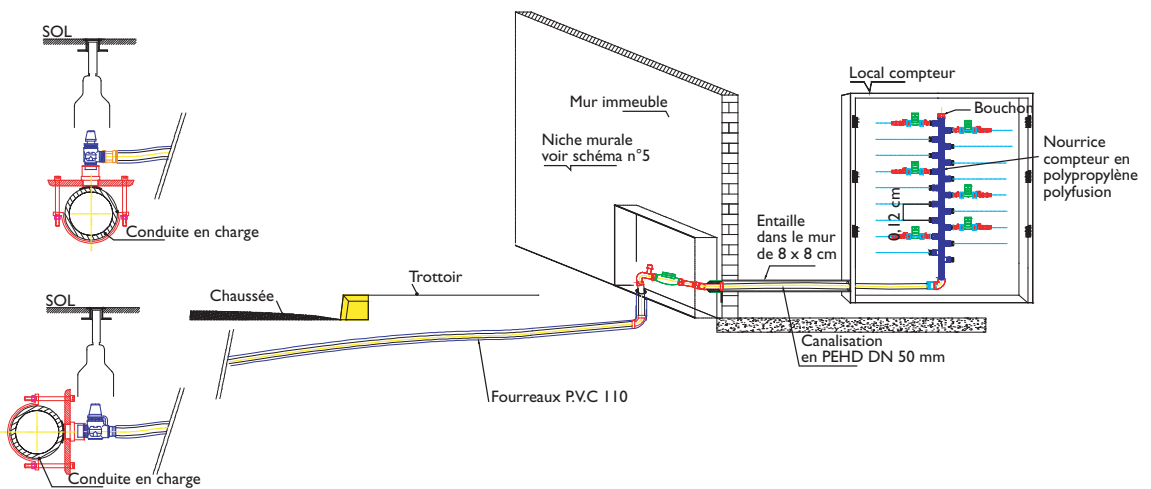 SOL
Conduite en charge
SOL
Conduite en charge
Chaussée
Trottoir
Fourreaux P.V.C 110
Mur immeuble
Niche murale
voir schéma n°5
Entaille
dans le mur
de 8 x 8 cm
Canalisation
en PEHD DN 50 mm
Local compteur
Bouchon
Nourrice
compteur en
polypropylène
polyfusion
0,12 cm